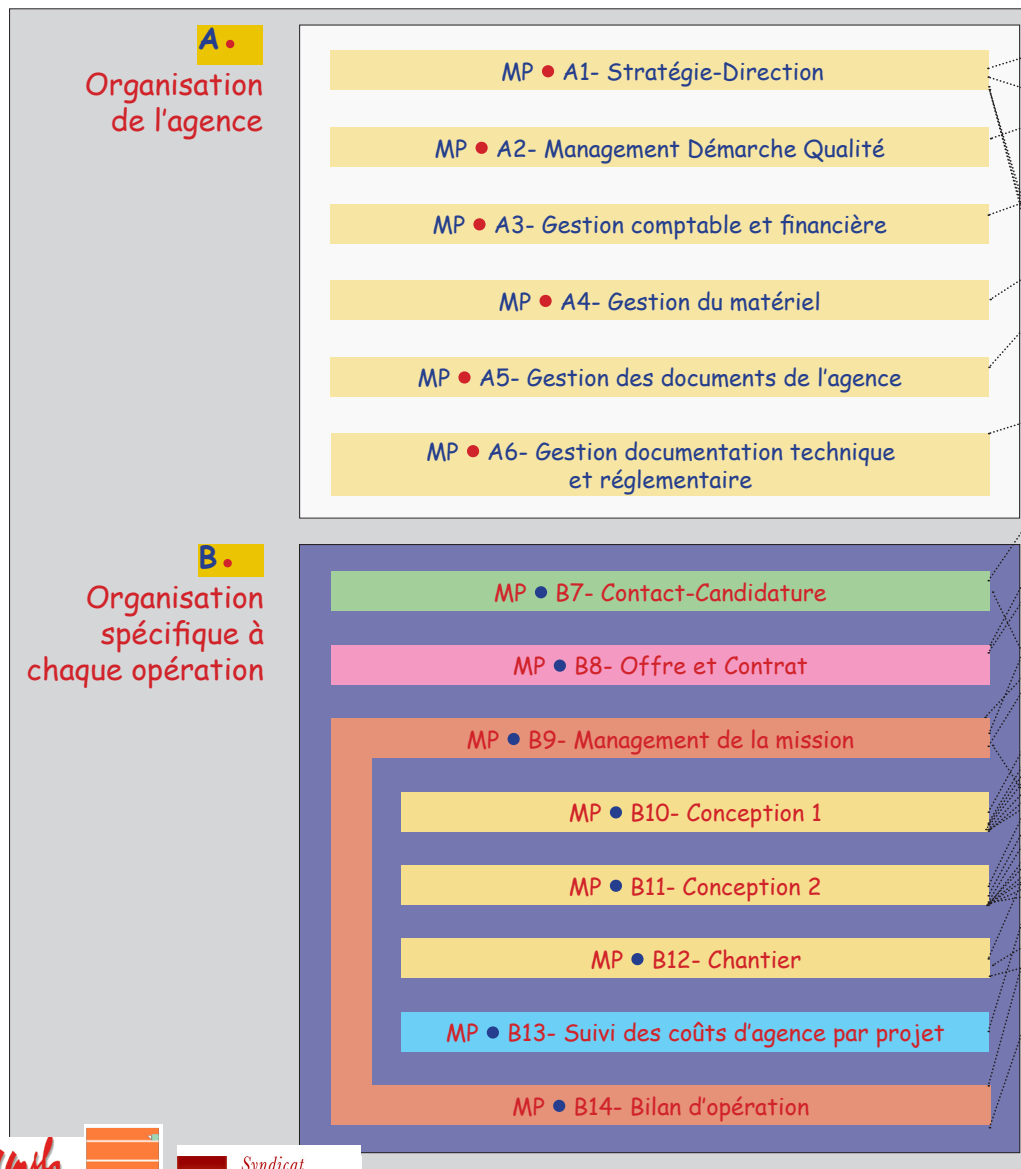 A •
Organisation
de l'agence
MP • A1- Stratégie-Direction
MP • A2- Management Démarche Qualité
MP • A3- Gestion comptable et financière
MP • A4- Gestion du matériel
MP • A5- Gestion des documents de l'agence
MP • A6- Gestion documentation technique
et réglementaire
B •
Organisation
spécifique à
chaque opération
MP • B7- Contact-Candidature
MP • B8- Offre et Contrat
MP • B9- Management de la mission
MP • B10- Conception 1
MP • B11- Conception 2
MP • B12- Chantier
MP • B13- Suivi des coûts d'agence par projet
MP • B14- Bilan d'opération
Syndicat